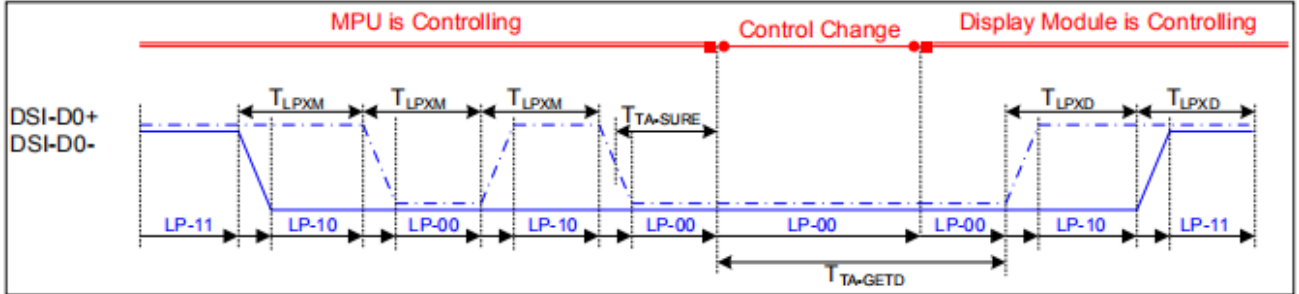 MPU is Controlling Control Change Display Module is Controlling
TLPXM TLPXM TLPXM TLPXD TLPXD
DSI-D0+ TTA-SURE
DSI-D0-
LP-11 LP-10 LP-00 LP-10 LP-00 LP-00 LP-00 LP-10 LP-11
TTA-GETD